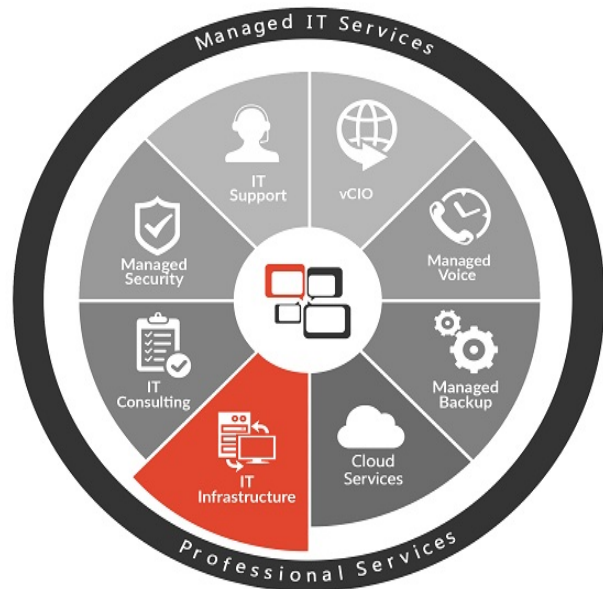 Managed IT Services
IT
Support
vCIO
Managed
Security
Managed
Voice
IT
Consulting
Managed
Backup
IT
Infrastructure
Cloud
Services
Professional Services